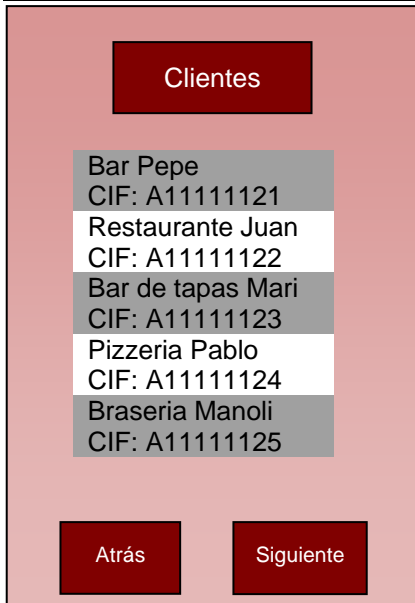 Clientes
Bar Pepe
CIF: A11111121
Restaurante Juan
CIF: A11111122
Bar de tapas Mari
CIF: A11111123
Pizzeria Pablo
CIF: A11111124
Braseria Manoli
CIF: A11111125
Atrás
Siguiente